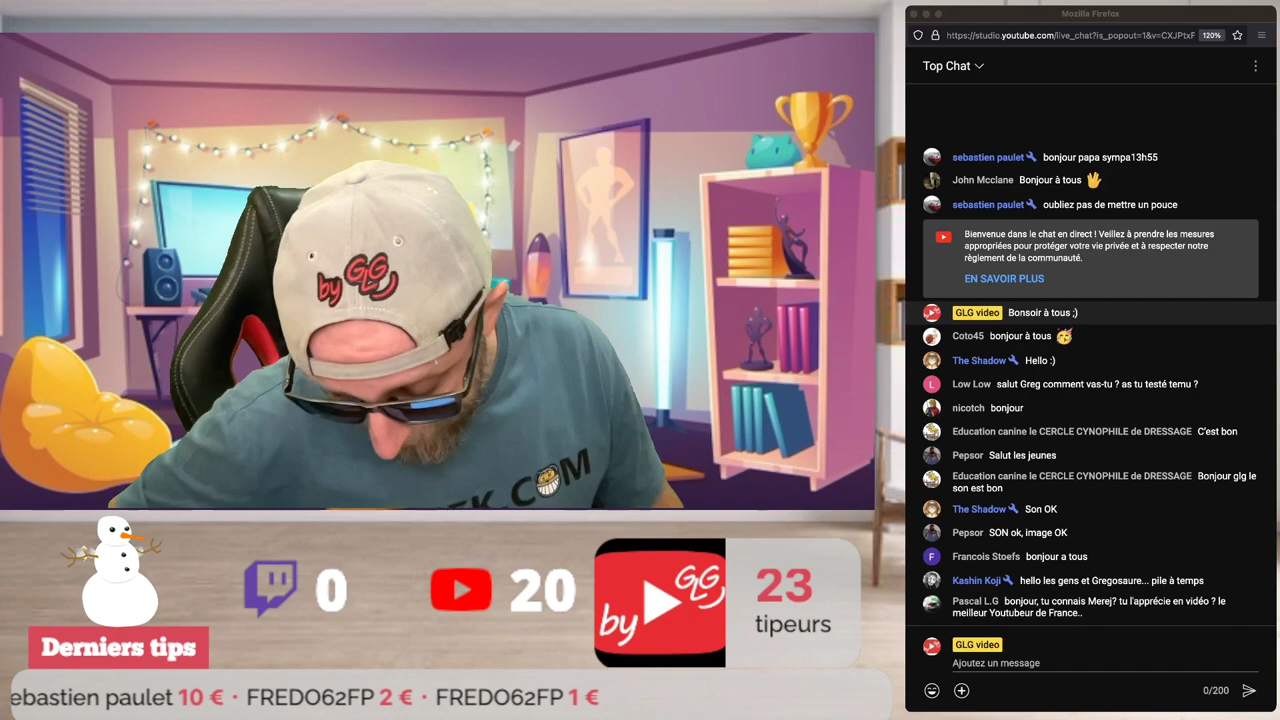 by GLG
EK.COM
0
20
by GLG
23
tipeurs
Derniers tips
ebastien paulet 10 € · FREDO62FP 2 € · FREDO62FP 1 €
Mozilla Firefox
https://studio.youtube.com/live_chat?is_popout=1&v=CXJPtxF
120%
Top Chat
sebastien paulet bonjour papa sympa13h55
John Mcclane Bonjour à tous 🖖
sebastien paulet oubliez pas de mettre un pouce
Bienvenue dans le chat en direct ! Veillez à prendre les mesures
appropriées pour protéger votre vie privée et à respecter notre
règlement de la communauté.
EN SAVOIR PLUS
GLG video Bonsoir à tous ;)
Coto45 bonjour à tous 🥳
The Shadow Hello :)
L Low Low salut Greg comment vas-tu ? as tu testé temu ?
nicotch bonjour
Education canine le CERCLE CYNOPHILE de DRESSAGE C'est bon
Pepsor Salut les jeunes
Education canine le CERCLE CYNOPHILE de DRESSAGE Bonjour glg le
son est bon
The Shadow Son OK
Pepsor SON ok, image OK
F Francois Stoefs bonjour a tous
Kashin Koji hello les gens et Gregosaure... pile à temps
Pascal L.G bonjour, tu connais Merej? tu l'apprécie en vidéo ? le
meilleur Youtubeur de France..
GLG video
Ajoutez un message
0/200